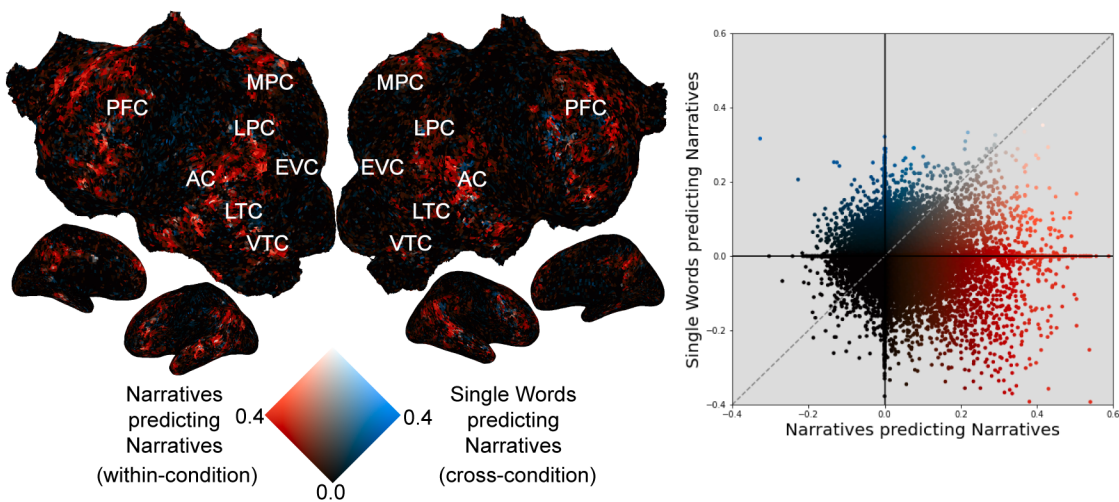 MPC
PFC
LPC
EVC
AC
LTC
VTC
MPC
PFC
LPC
EVC
AC
LTC
VTC
Narratives
predicting
Narratives
(within-condition)
0.4
0.4
0.0
Single Words
predicting
Narratives
(cross-condition)
Single Words predicting Narratives
0.6
0.4
0.2
0.0
−0.2
−0.4
−0.4
−0.2
0.0
0.2
0.4
0.6
Narratives predicting Narratives